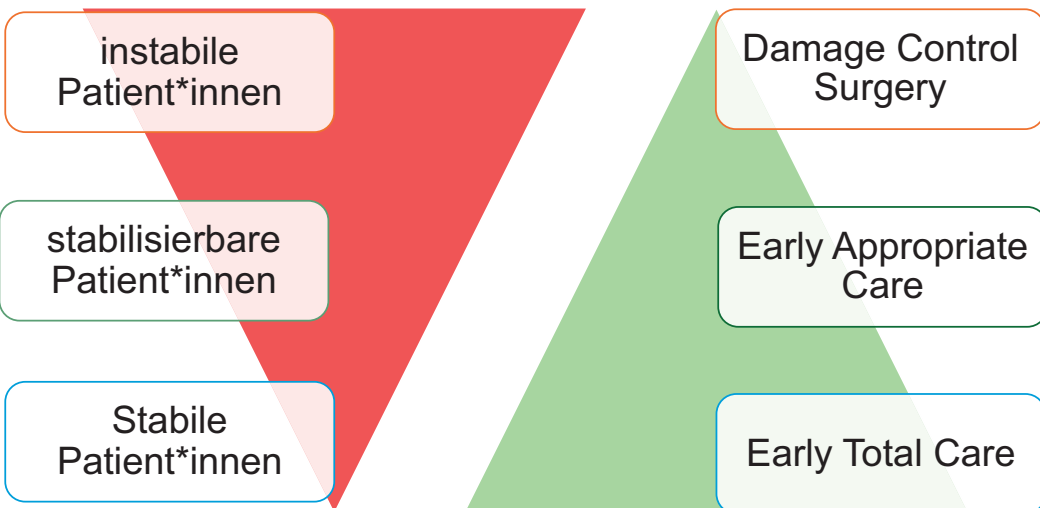 instabile
Patient*innen
Damage Control
Surgery
stabilisierbare
Patient*innen
Early Appropriate
Care
Stabile
Patient*innen
Early Total Care